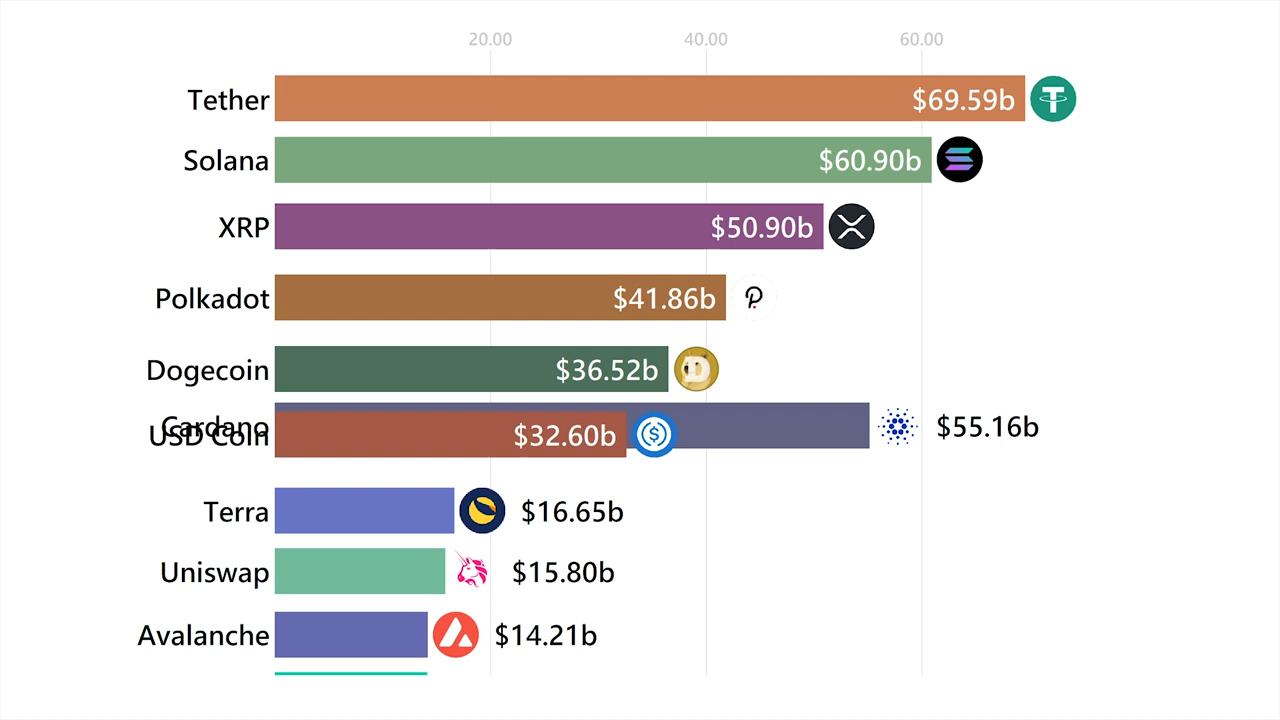 20.00 40.00 60.00
Tether $69.59b
Solana $60.90b
XRP $50.90b
Polkadot $41.86b
Dogecoin $36.52b
Cardano $55.16b
USD Coin $32.60b
Terra $16.65b
Uniswap $15.80b
Avalanche $14.21b